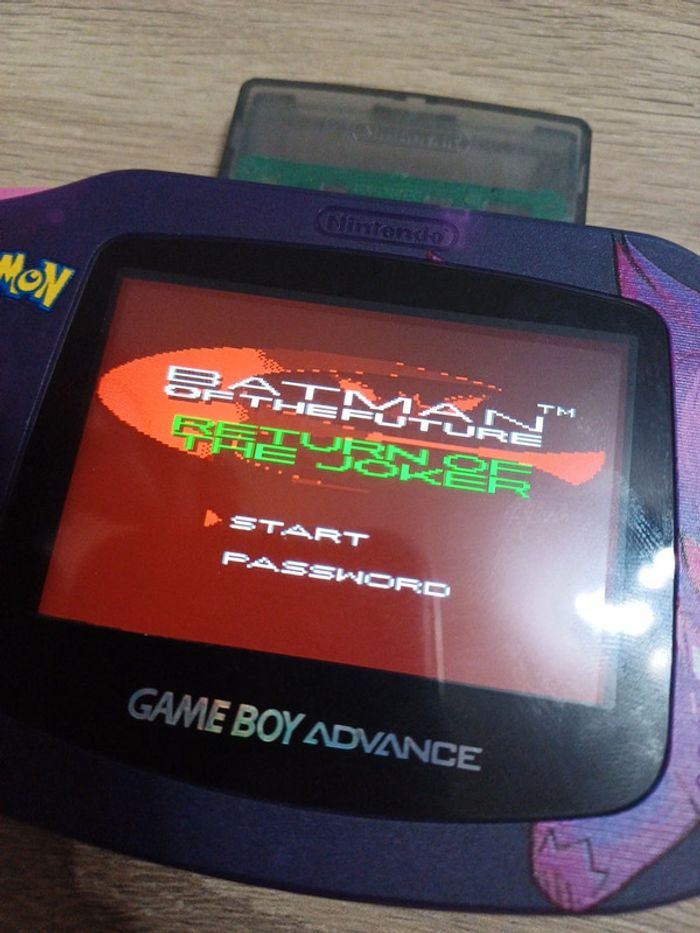 Nintendo
MON
BATMAN™
OF THE FUTURE
RETURN OF
THE JOKER
START
PASSWORD
GAME BOY ADVANCE